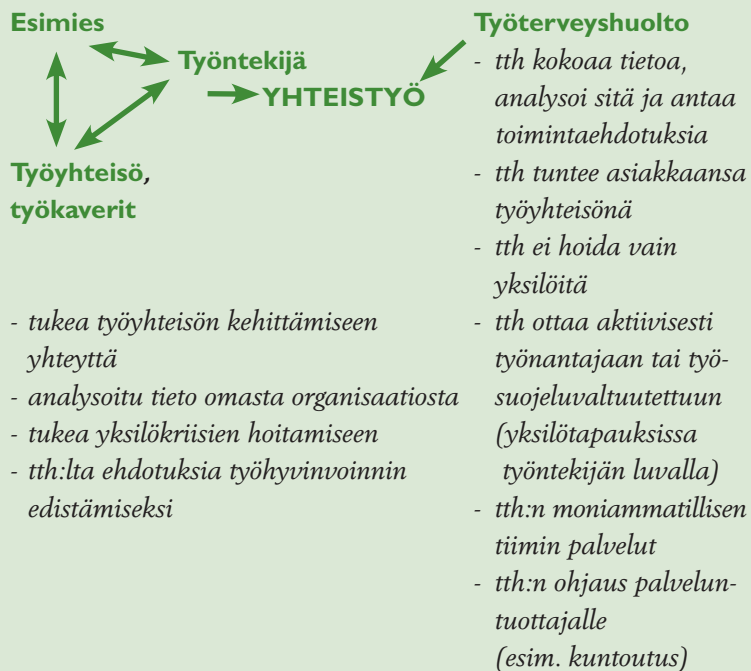 Esimies
Työntekijä
YHTEISTYÖ
Työyhteisö,
työkaverit
- tukea työyhteisön kehittämiseen
yhteyttä
- analysoitu tieto omasta organisaatiosta
- tukea yksilökriisien hoitamiseen
- tth:lta ehdotuksia työhyvinvoinnin
edistämiseksi
Työterveyshuolto
- tth kokoaa tietoa,
analysoi sitä ja antaa
toimintaehdotuksia
- tth tuntee asiakkaansa
työyhteisönä
- tth ei hoida vain
yksilöitä
- tth ottaa aktiivisesti
työnantajaan tai työ-
suojeluvaltuutettuun
(yksilötapauksissa
työntekijän luvalla)
- tth:n moniammatillisen
tiimin palvelut
- tth:n ohjaus palvelun-
tuottajalle
(esim. kuntoutus)